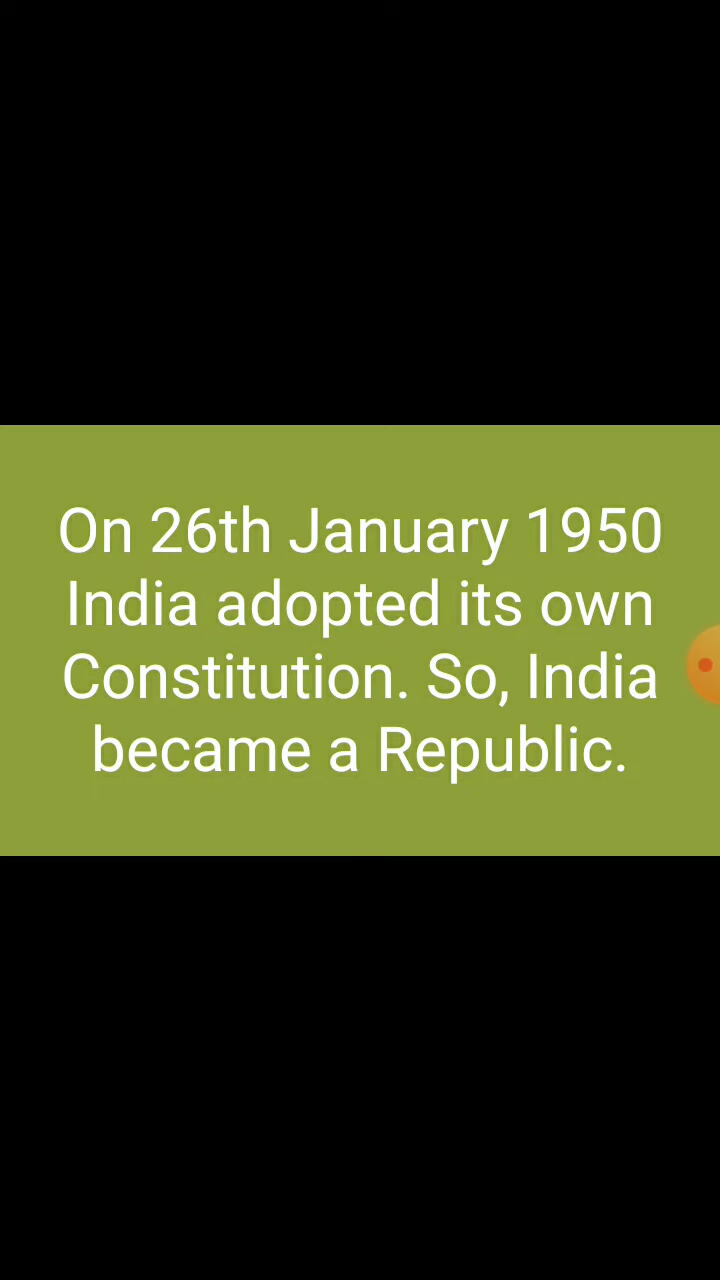 On 26th January 1950
India adopted its own
Constitution. So, India
became a Republic.